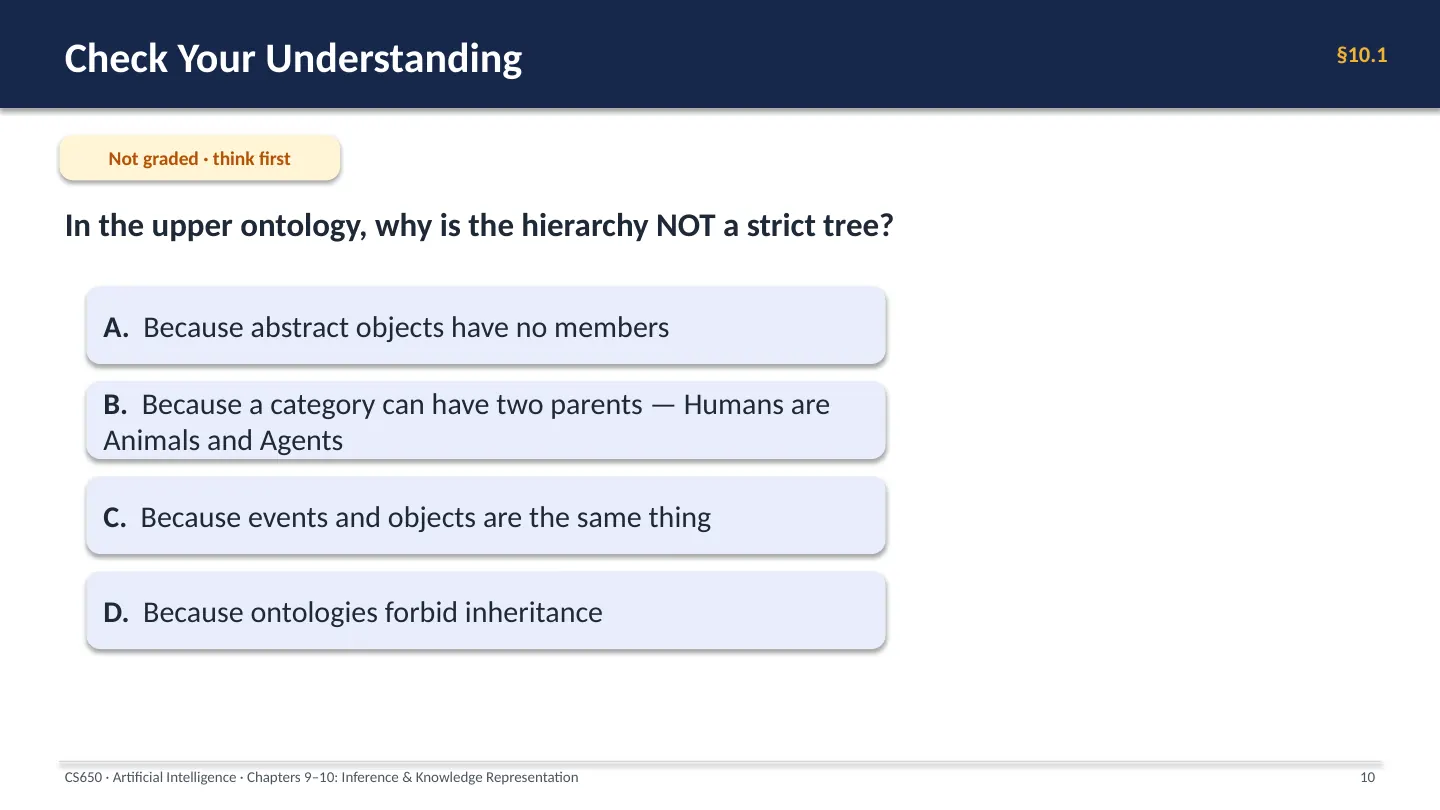 Check Your Understanding
§10.1
Not graded · think first
In the upper ontology, why is the hierarchy NOT a strict tree?
A. Because abstract objects have no members
B. Because a category can have two parents — Humans are
Animals and Agents
C. Because events and objects are the same thing
D. Because ontologies forbid inheritance
CS650 · Artificial Intelligence · Chapters 9–10: Inference & Knowledge Representation
10